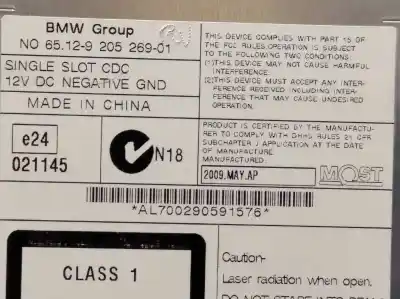 BMW Group
NO 65.12-9 205 269-01
SINGLE SLOT CDC
12V DC NEGATIVE GND
MADE IN CHINA
THIS DEVICE COMPLIES WITH PART 15 OF
THE FCC RULES.OPERATION IS SUBJECT
TO THE FOLLOWING TWO CONDITIONS:
(1)THIS DEVICE MAY NOT CAUSE HARMFUL
INTERFERENCE.
(2)THIS DEVICE MUST ACCEPT ANY INTER-
FERENCE RECEIVED INCLUDING INTER-
FERENCE THAT MAY CAUSE UNDESIRED
OPERATION.
e24
021145
N18
PRODUCT IS CERTIFIED BY THE MANUFACTU-
RER TO COMPLY WITH DHHS RULES 21 CFR
SUBCHAPTER J APPLICATION AT THE DATE
OF MANUFACTURE
MANUFACTURED
2009.MAY.AP
MOST
*AL700290591576*
CLASS 1
Caution-
Laser radiation when open.
DO NOT STARE INTO BEAM